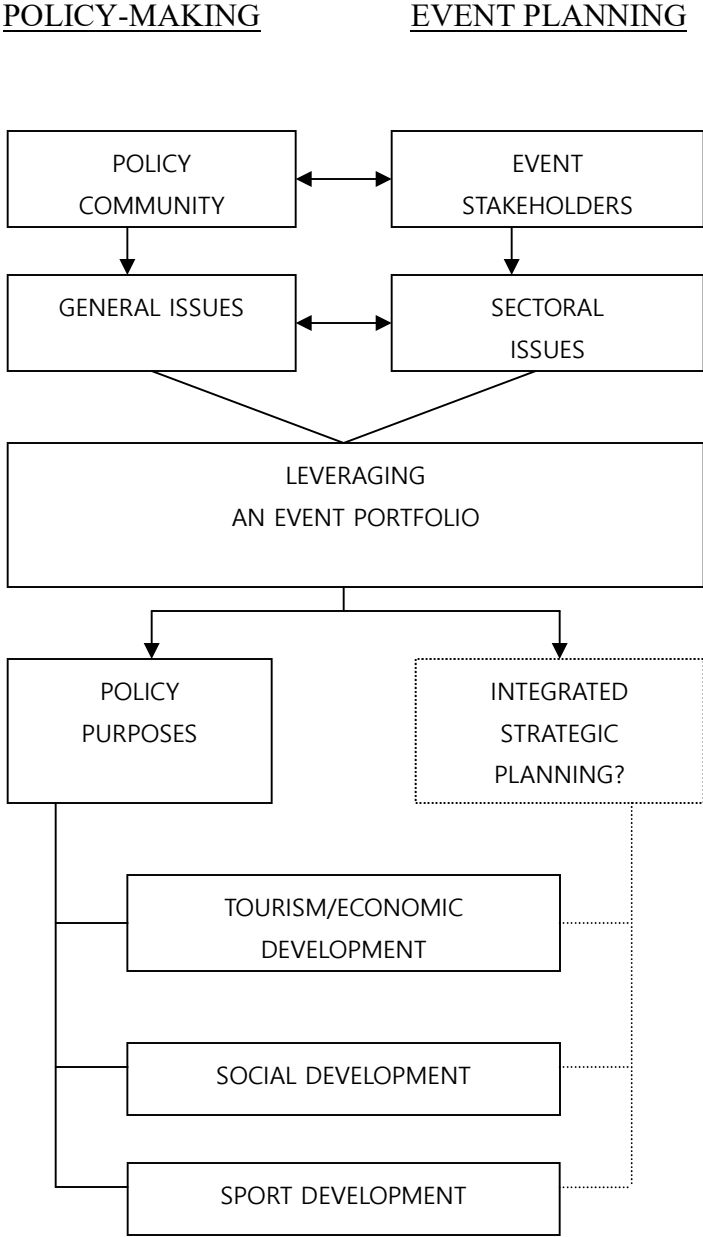 POLICY-MAKING
EVENT PLANNING
POLICY
COMMUNITY
EVENT
STAKEHOLDERS
GENERAL ISSUES
SECTORAL
ISSUES
LEVERAGING
AN EVENT PORTFOLIO
POLICY
PURPOSES
INTEGRATED
STRATEGIC
PLANNING?
TOURISM/ECONOMIC
DEVELOPMENT
SOCIAL DEVELOPMENT
SPORT DEVELOPMENT